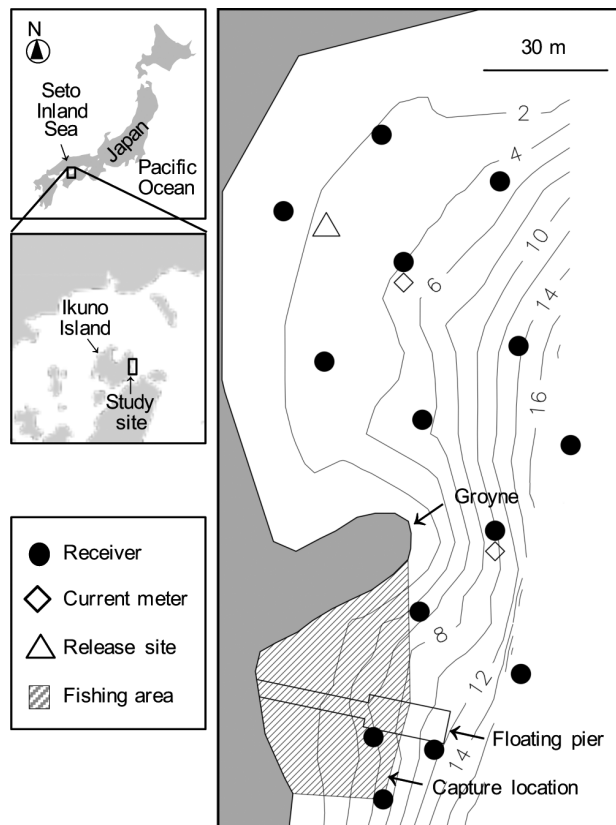 N
Seto
Inland
Sea
Japan
Pacific
Ocean
Ikuno
Island
Study
site
Receiver
Current meter
Release site
Fishing area
30 m
2
4
6
10
14
16
Groyne
8
12
14
Floating pier
Capture location